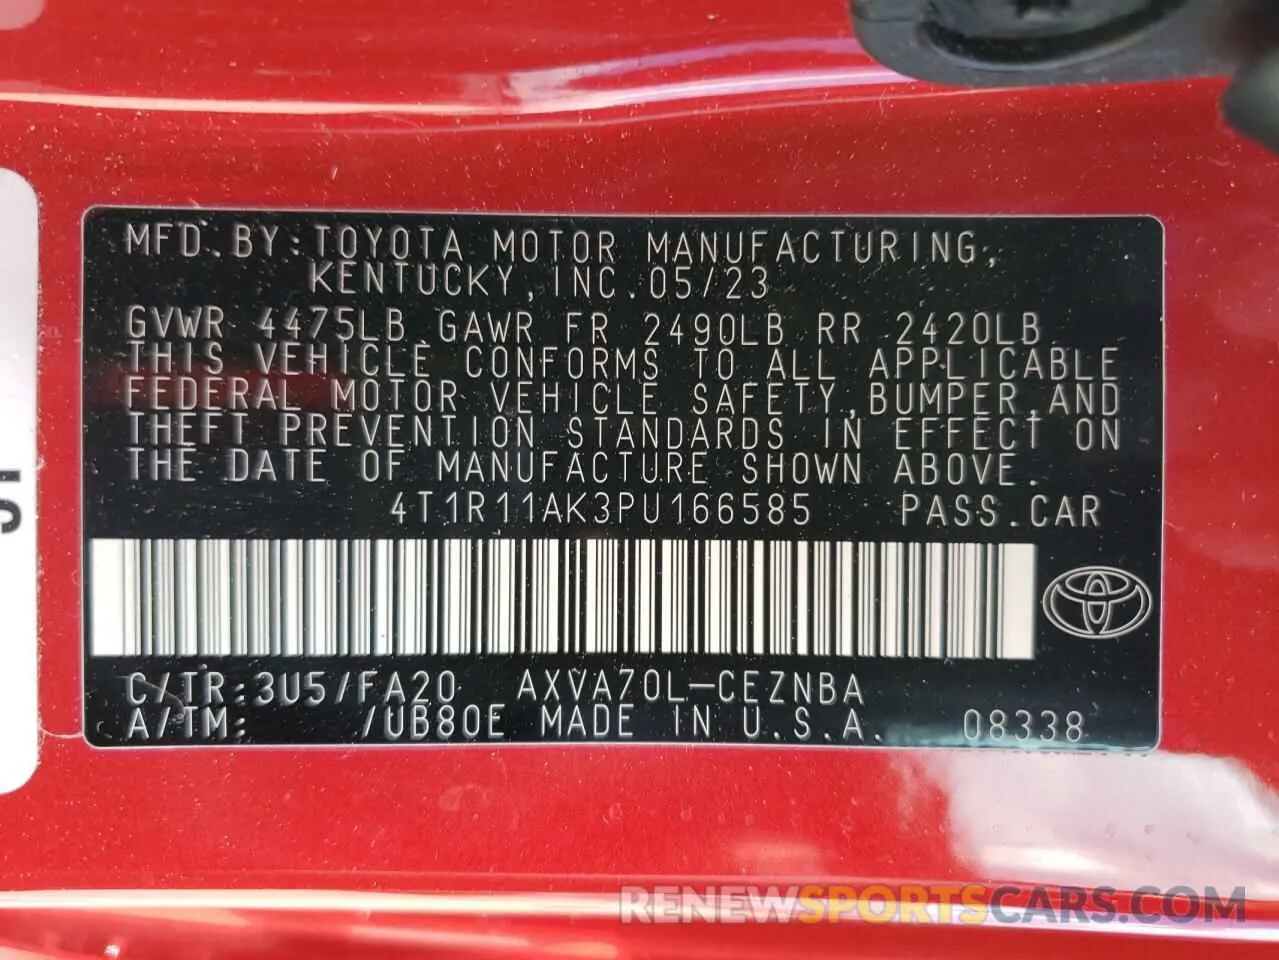 MFD. BY: TOYOTA MOTOR MANUFACTURING,
KENTUCKY, INC. 05/23
GVWR 4475LB GAWR FR 2490LB RR 2420LB
THIS VEHICLE CONFORMS TO ALL APPLICABLE
FEDERAL MOTOR VEHICLE SAFETY, BUMPER, AND
THEFT PREVENTION STANDARDS IN EFFECT ON
THE DATE OF MANUFACTURE SHOWN ABOVE.
4T1R11AK3PU166585 PASS. CAR
C/TR: 3U5/FA20 AXVA70L-CEZNBA
A/TM: /UB80E MADE IN U.S.A. 08338
RENEWSPORTSCARS.COM